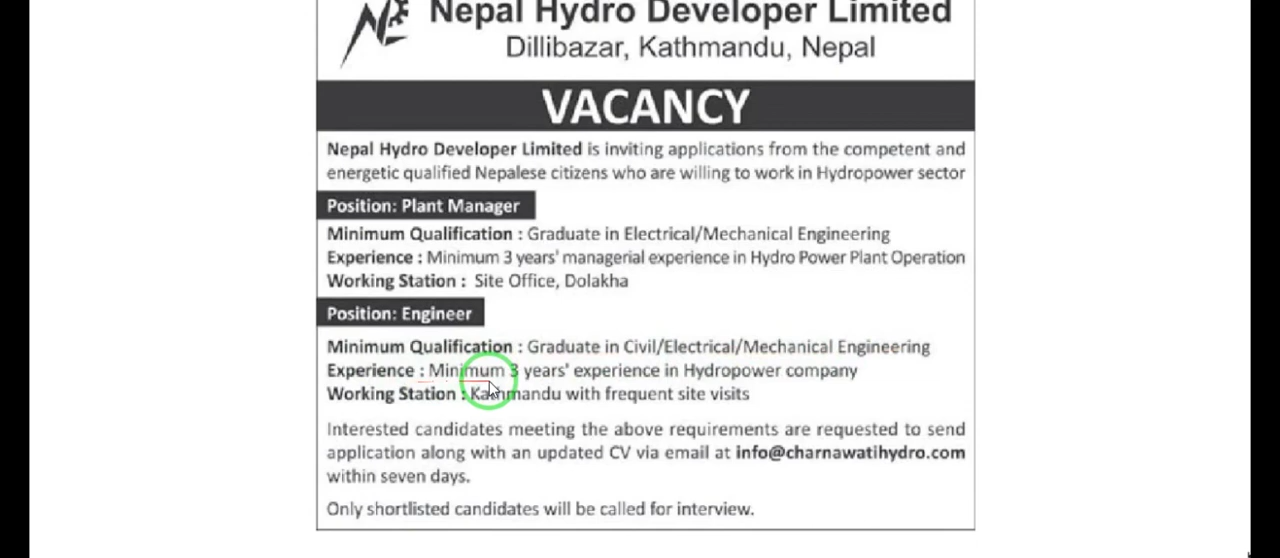 Nepal Hydro Developer Limited
Dillibazar, Kathmandu, Nepal
VACANCY
Nepal Hydro Developer Limited is inviting applications from the competent and
energetic qualified Nepalese citizens who are willing to work in Hydropower sector
Position: Plant Manager
Minimum Qualification : Graduate in Electrical/Mechanical Engineering
Experience : Minimum 3 years' managerial experience in Hydro Power Plant Operation
Working Station : Site Office, Dolakha
Position: Engineer
Minimum Qualification : Graduate in Civil/Electrical/Mechanical Engineering
Experience : Minimum 3 years' experience in Hydropower company
Working Station : Kathmandu with frequent site visits
Interested candidates meeting the above requirements are requested to send
application along with an updated CV via email at info@charnawatihydro.com
within seven days.
Only shortlisted candidates will be called for interview.